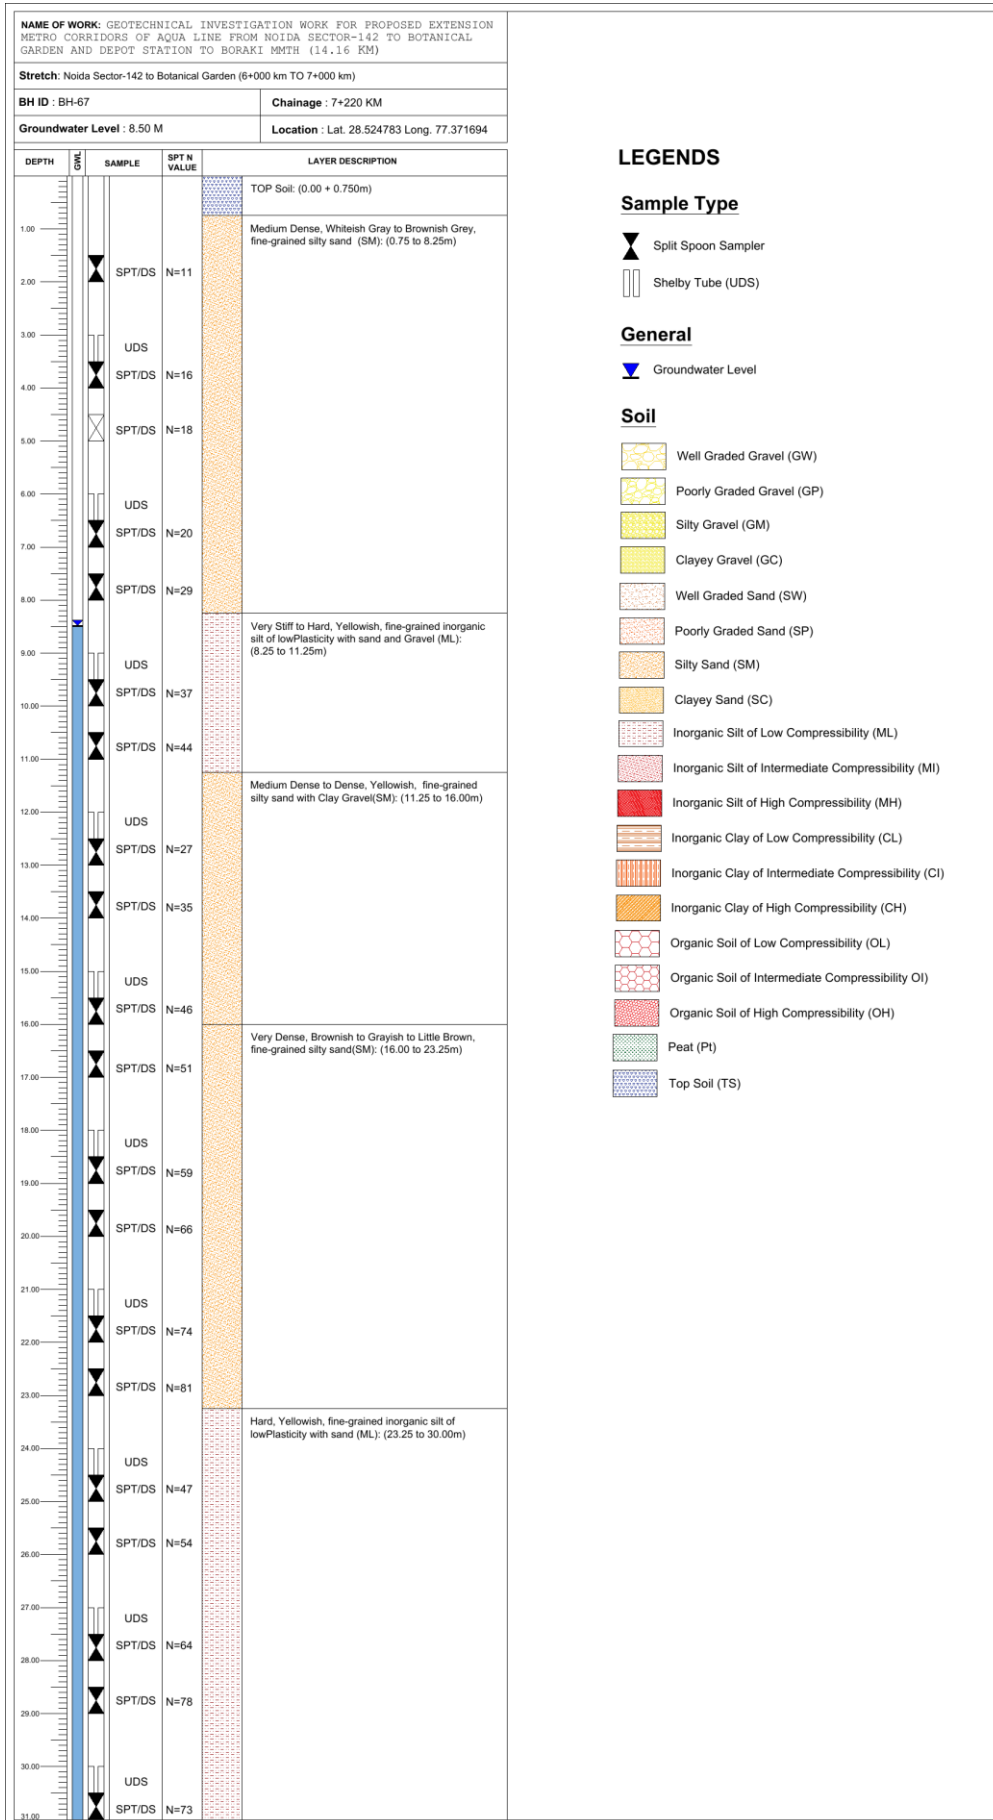 NAME OF WORK: GEOTECHNICAL INVESTIGATION WORK FOR PROPOSED EXTENSION
METRO CORRIDORS OF AQUA LINE FROM NOIDA SECTOR-142 TO BOTANICAL
GARDEN AND DEPOT STATION TO BORAKI MMTH (14.16 KM)
Stretch: Noida Sector-142 to Botanical Garden (6+000 km TO 7+000 km)
BH ID : BH-67
Chainage : 7+220 KM
Groundwater Level : 8.50 M
Location : Lat. 28.524783 Long. 77.371694
DEPTH
GWL
SAMPLE
SPT N
VALUE
LAYER DESCRIPTION
TOP Soil: (0.00 + 0.750m)
1.00
Medium Dense, Whiteish Gray to Brownish Grey,
fine-grained silty sand (SM): (0.75 to 8.25m)
SPT/DS N=11
2.00
3.00
UDS
SPT/DS N=16
4.00
SPT/DS N=18
5.00
6.00
UDS
SPT/DS N=20
7.00
SPT/DS N=29
8.00
Very Stiff to Hard, Yellowish, fine-grained inorganic
silt of lowPlasticity with sand and Gravel (ML):
(8.25 to 11.25m)
9.00
UDS
SPT/DS N=37
10.00
SPT/DS N=44
11.00
Medium Dense to Dense, Yellowish, fine-grained
silty sand with Clay Gravel(SM): (11.25 to 16.00m)
12.00
UDS
SPT/DS N=27
13.00
SPT/DS N=35
14.00
15.00
UDS
SPT/DS N=46
16.00
Very Dense, Brownish to Grayish to Little Brown,
fine-grained silty sand(SM): (16.00 to 23.25m)
SPT/DS N=51
17.00
18.00
UDS
SPT/DS N=59
19.00
SPT/DS N=66
20.00
21.00
UDS
SPT/DS N=74
22.00
SPT/DS N=81
23.00
Hard, Yellowish, fine-grained inorganic silt of
lowPlasticity with sand (ML): (23.25 to 30.00m)
24.00
UDS
SPT/DS N=47
25.00
SPT/DS N=54
26.00
27.00
UDS
SPT/DS N=64
28.00
SPT/DS N=78
29.00
30.00
UDS
SPT/DS N=73
31.00
LEGENDS
Sample Type
Split Spoon Sampler
Shelby Tube (UDS)
General
Groundwater Level
Soil
Well Graded Gravel (GW)
Poorly Graded Gravel (GP)
Silty Gravel (GM)
Clayey Gravel (GC)
Well Graded Sand (SW)
Poorly Graded Sand (SP)
Silty Sand (SM)
Clayey Sand (SC)
Inorganic Silt of Low Compressibility (ML)
Inorganic Silt of Intermediate Compressibility (MI)
Inorganic Silt of High Compressibility (MH)
Inorganic Clay of Low Compressibility (CL)
Inorganic Clay of Intermediate Compressibility (CI)
Inorganic Clay of High Compressibility (CH)
Organic Soil of Low Compressibility (OL)
Organic Soil of Intermediate Compressibility OI)
Organic Soil of High Compressibility (OH)
Peat (Pt)
Top Soil (TS)